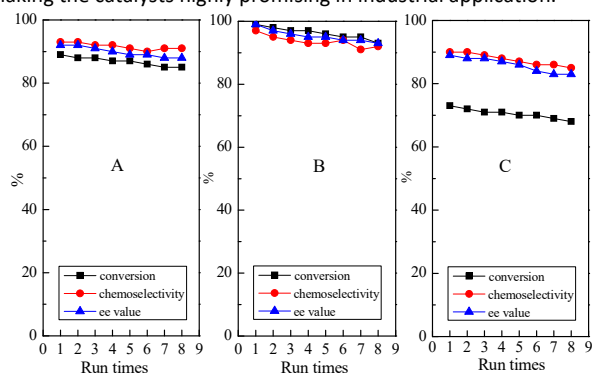 making the catalysts highly promising in industrial application.
100
80
60
40
20
0
%
A
conversion
chemoselectivity
ee value
0 1 2 3 4 5 6 7 8 9
Run times
100
80
60
40
20
0
%
B
conversion
chemoselectivity
ee value
0 1 2 3 4 5 6 7 8 9
Run times
100
80
60
40
20
0
%
C
conversion
chemoselectivity
ee value
0 1 2 3 4 5 6 7 8 9
Run times